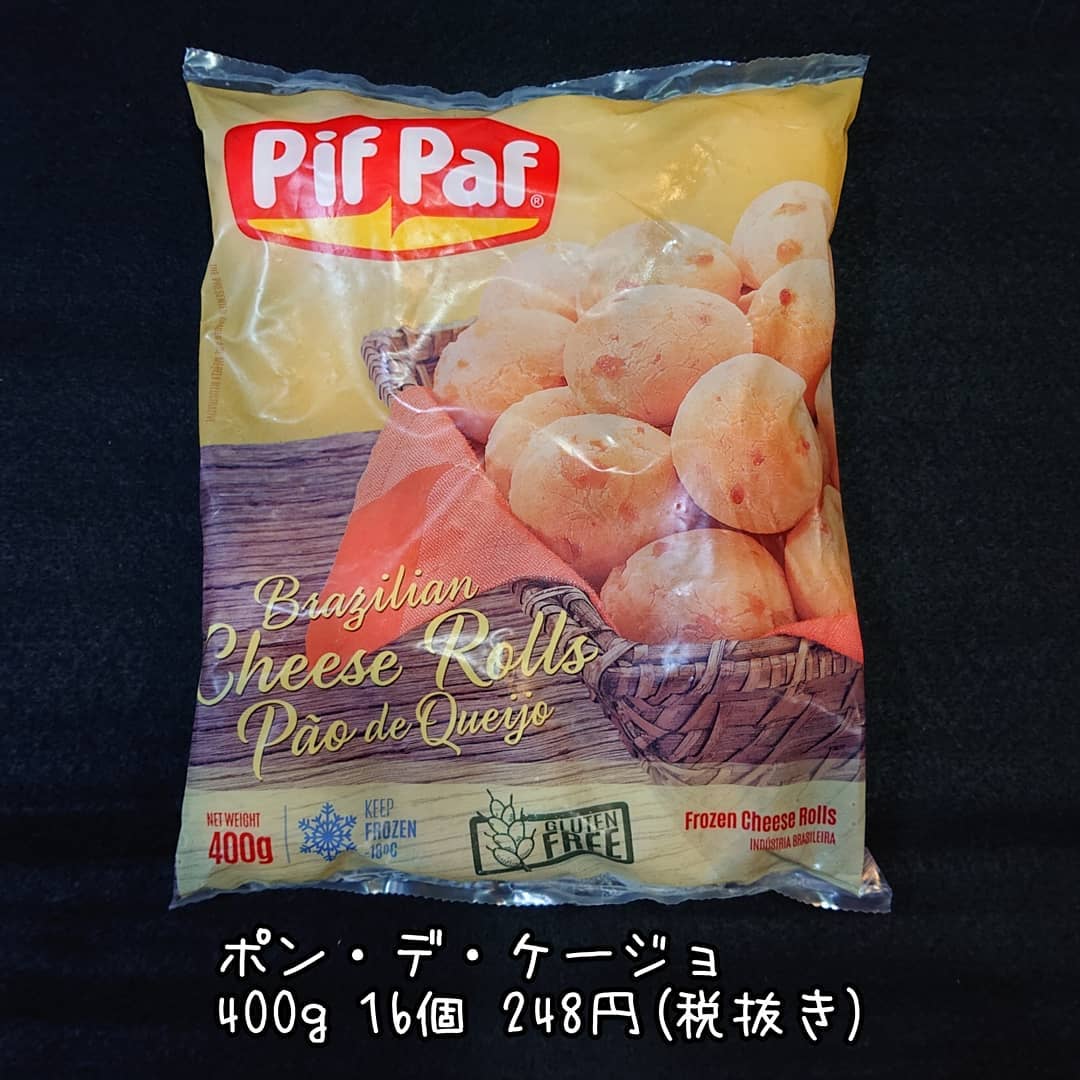 Pif Paf®
Brazilian
Cheese Rolls
Pão de Queijo
NET WEIGHT
400g
KEEP
FROZEN
-18ºC
GLUTEN
FREE
Frozen Cheese Rolls
INDÚSTRIA BRASILEIRA
ポン・デ・ケージョ
400g 16個 248円(税抜き)